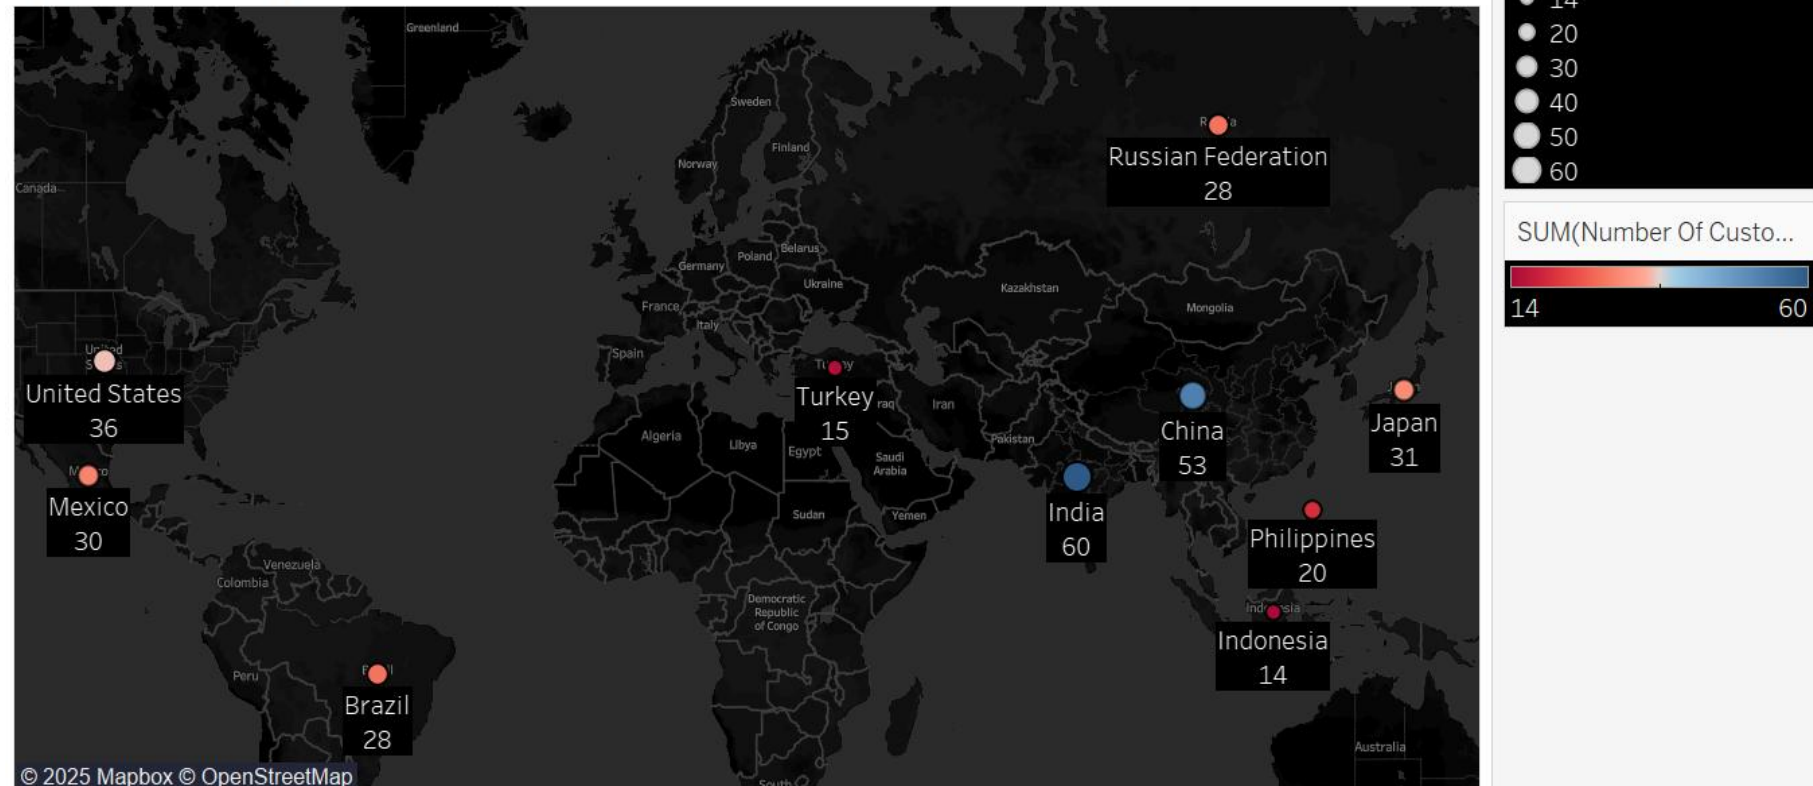 Greenland
Sweden
Finland
Norway
Russian Federation
28
Canada
Belarus
Poland
Germany
Ukraine
Kazakhstan
France
Mongolia
Italy
Spain
United States
36
Turkey
15
raq
Iran
China
53
Japan
31
Algeria
Libya
Egypt
Saudi
Arabia
Pakistan
Mexico
30
India
60
Sudan
Yemen
Philippines
20
Venezuela
Colombia
Democratic
Republic
of Congo
Indonesia
14
Peru
Brazil
28
Australia
South
© 2025 Mapbox © OpenStreetMap
14
20
30
40
50
60
SUM(Number Of Custo...
14
60